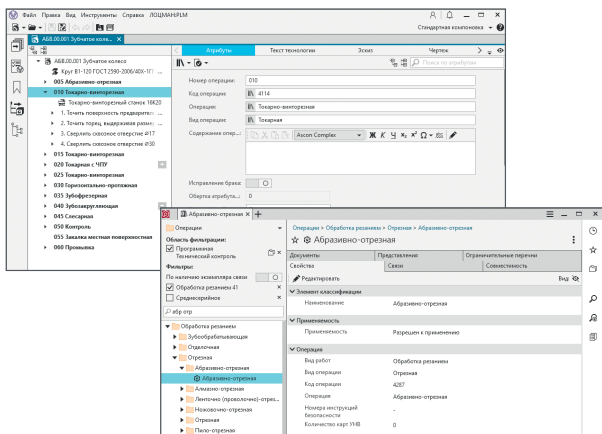 Файл Правка Вид Инструменты Справка ЛОЦМАН:PLM
Стандартная компоновка
АБВ.00.001 Зубчатое коле...
АБВ.00.001 Зубчатое колесо
Круг В1-120 ГОСТ 2590-2006/40Х-1ГП ...
005 Абразивно-отрезная
010 Токарно-винторезная
Токарно-винторезный станок 16К20
1. Точить поверхность предварител- ...
2. Точить торец, выдерживая размер ...
3. Сверлить сквозное отверстие ø17
4. Сверлить сквозное отверстие ø30
015 Токарно-винторезная
020 Токарная с ЧПУ
025 Токарно-винторезная
030 Горизонтально-протяжная
035 Зубофрезерная
040 Зубозакругляющая
045 Слесарная
050 Контроль
055 Закалка местная поверхностная
060 Промывка
Атрибуты Текст технологии Эскиз Чертеж
Поиск по атрибутам
Номер операции: 010
Код операции: 4114
Операция: Токарно-винторезная
Вид операции: Токарная
Содержание опер...: Ascon Complex Ж К Ч x₂ x² Ω
Исправление брака:
Обертка атрибута... 0
Абразивно-отрезная × +
Операции
Область фильтрации:
Программная
Технический контроль
Фильтры:
По наличию экземпляра связи
Обработка резанием 41
Среднесерийное
абр отр
Обработка резанием
Зубообрабатывающая
Отделочная
Отрезная
Абразивно-отрезная
Абразивно-отрезная
Алмазно-отрезная
Ленточно (проволочно)-отрез...
Ножовочно-отрезная
Отрезная
Пило-отрезная
Операции > Обработка резанием > Отрезная > Абразивно-отрезная
Абразивно-отрезная
Документы Представления Ограничительные перечни
Свойства Связи Совместимость
Редактировать Вид
Элемент классификации
Наименование Абразивно-отрезная
Применяемость
Применяемость Разрешен к применению
Операция
Вид работ Обработка резанием
Вид операции Отрезная
Код операции 4287
Операция Абразивно-отрезная
Номера инструкций безопасности -
Количество карт УНВ 0